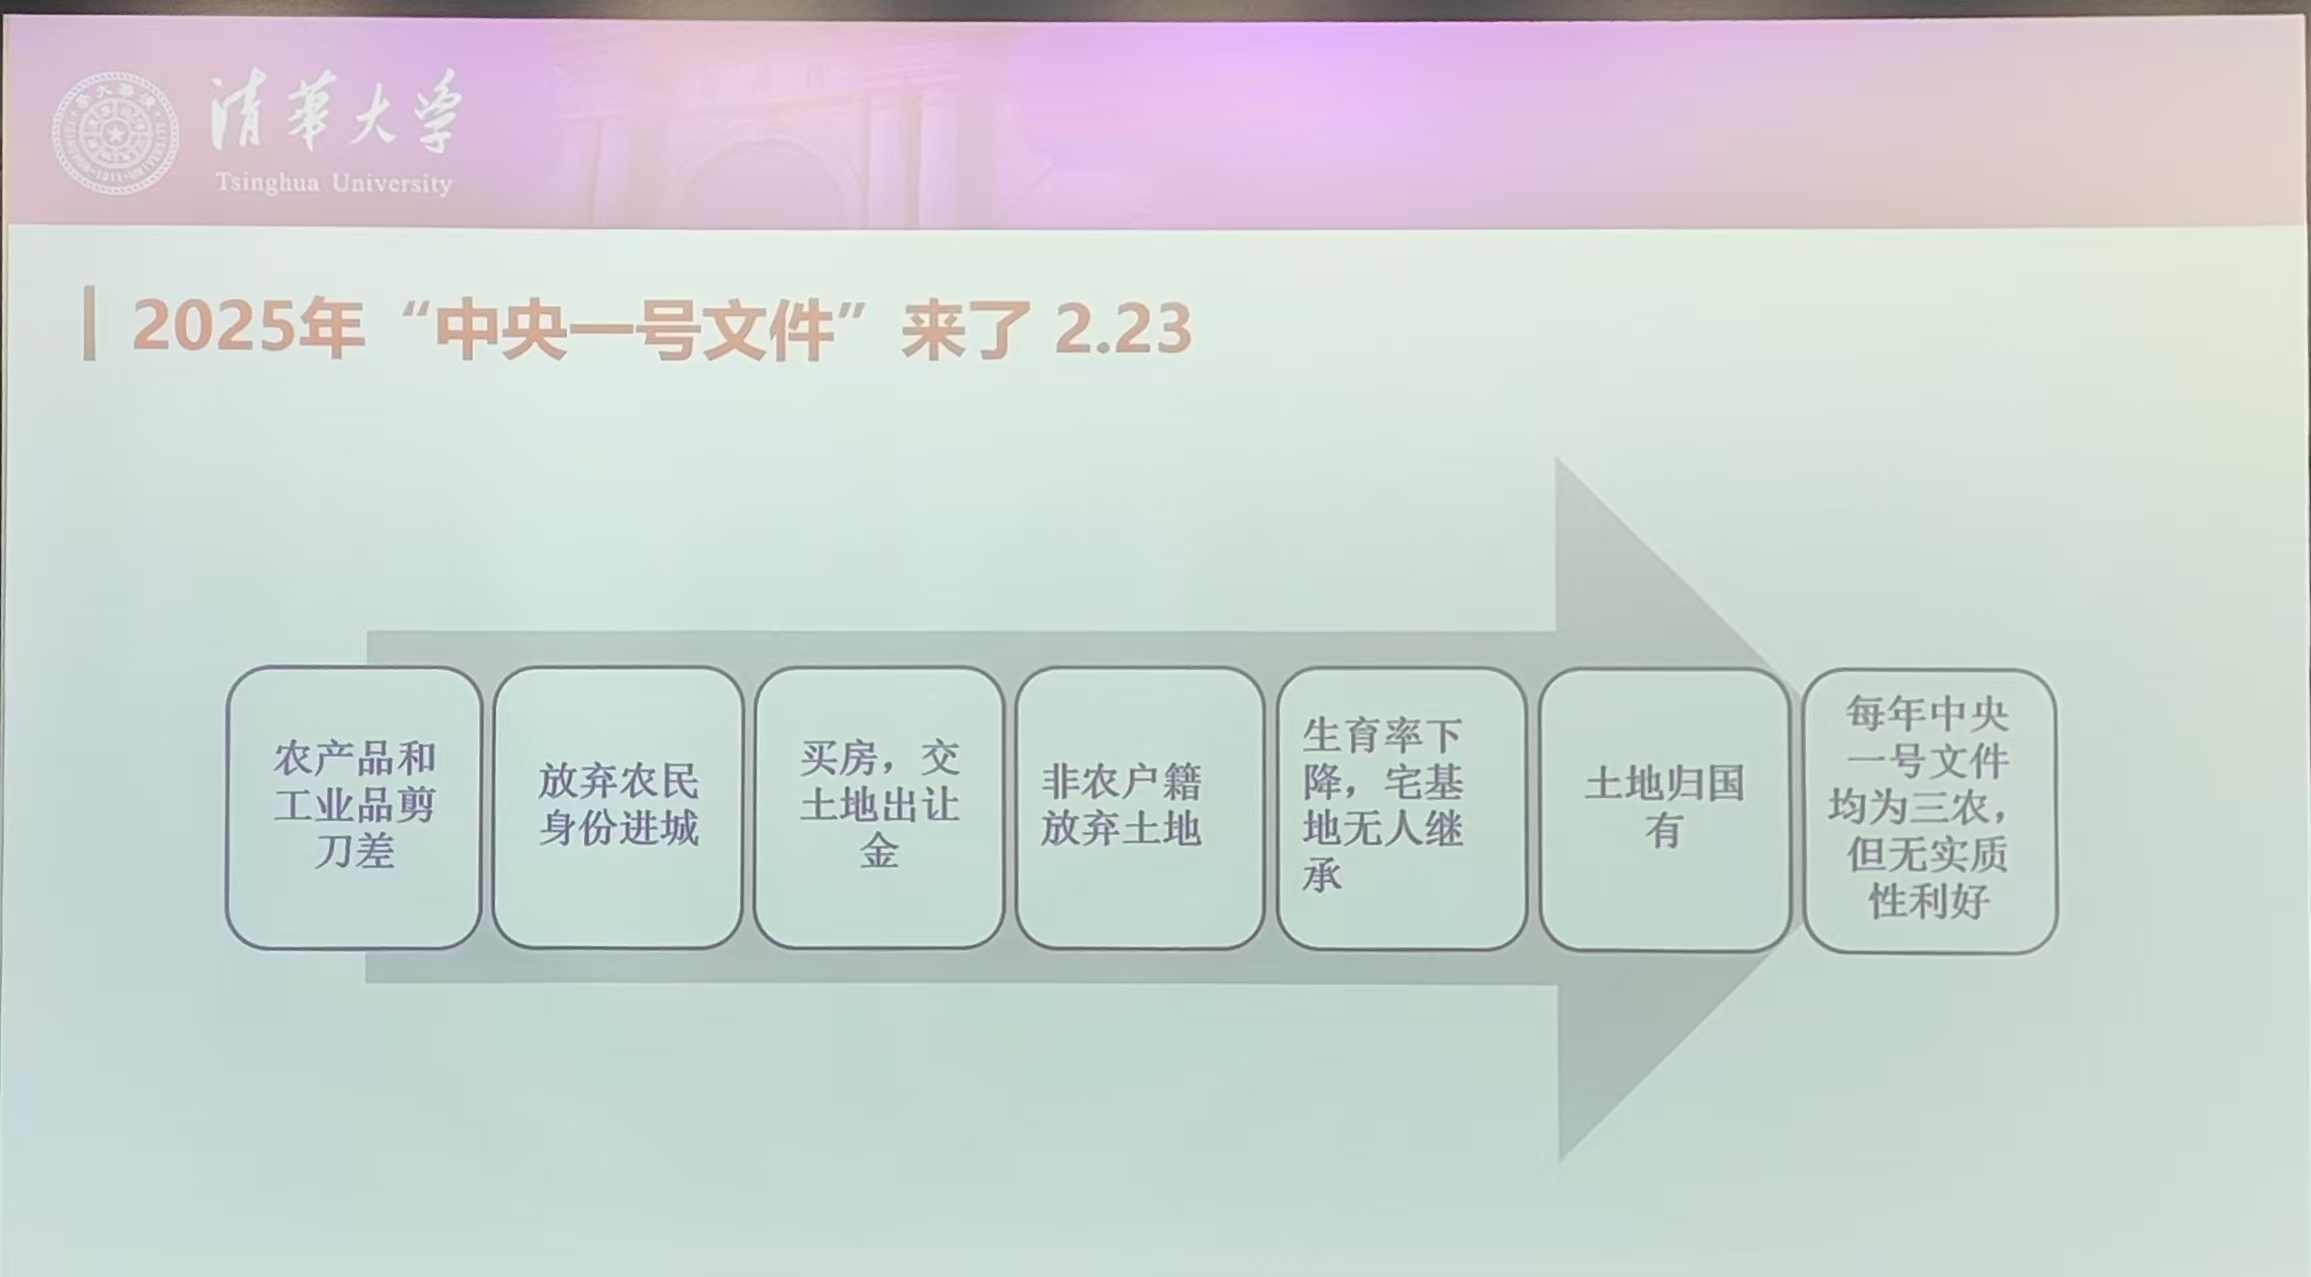 清華大学
Tsinghua University
2025年“中央一号文件”来了 2.23
农产品和
工业品剪
刀差
放弃农民
身份进城
买房，交
土地出让
金
非农户籍
放弃土地
生育率下
降，宅基
地无人继
承
土地归国
有
每年中央
一号文件
均为三农，
但无实质
性利好